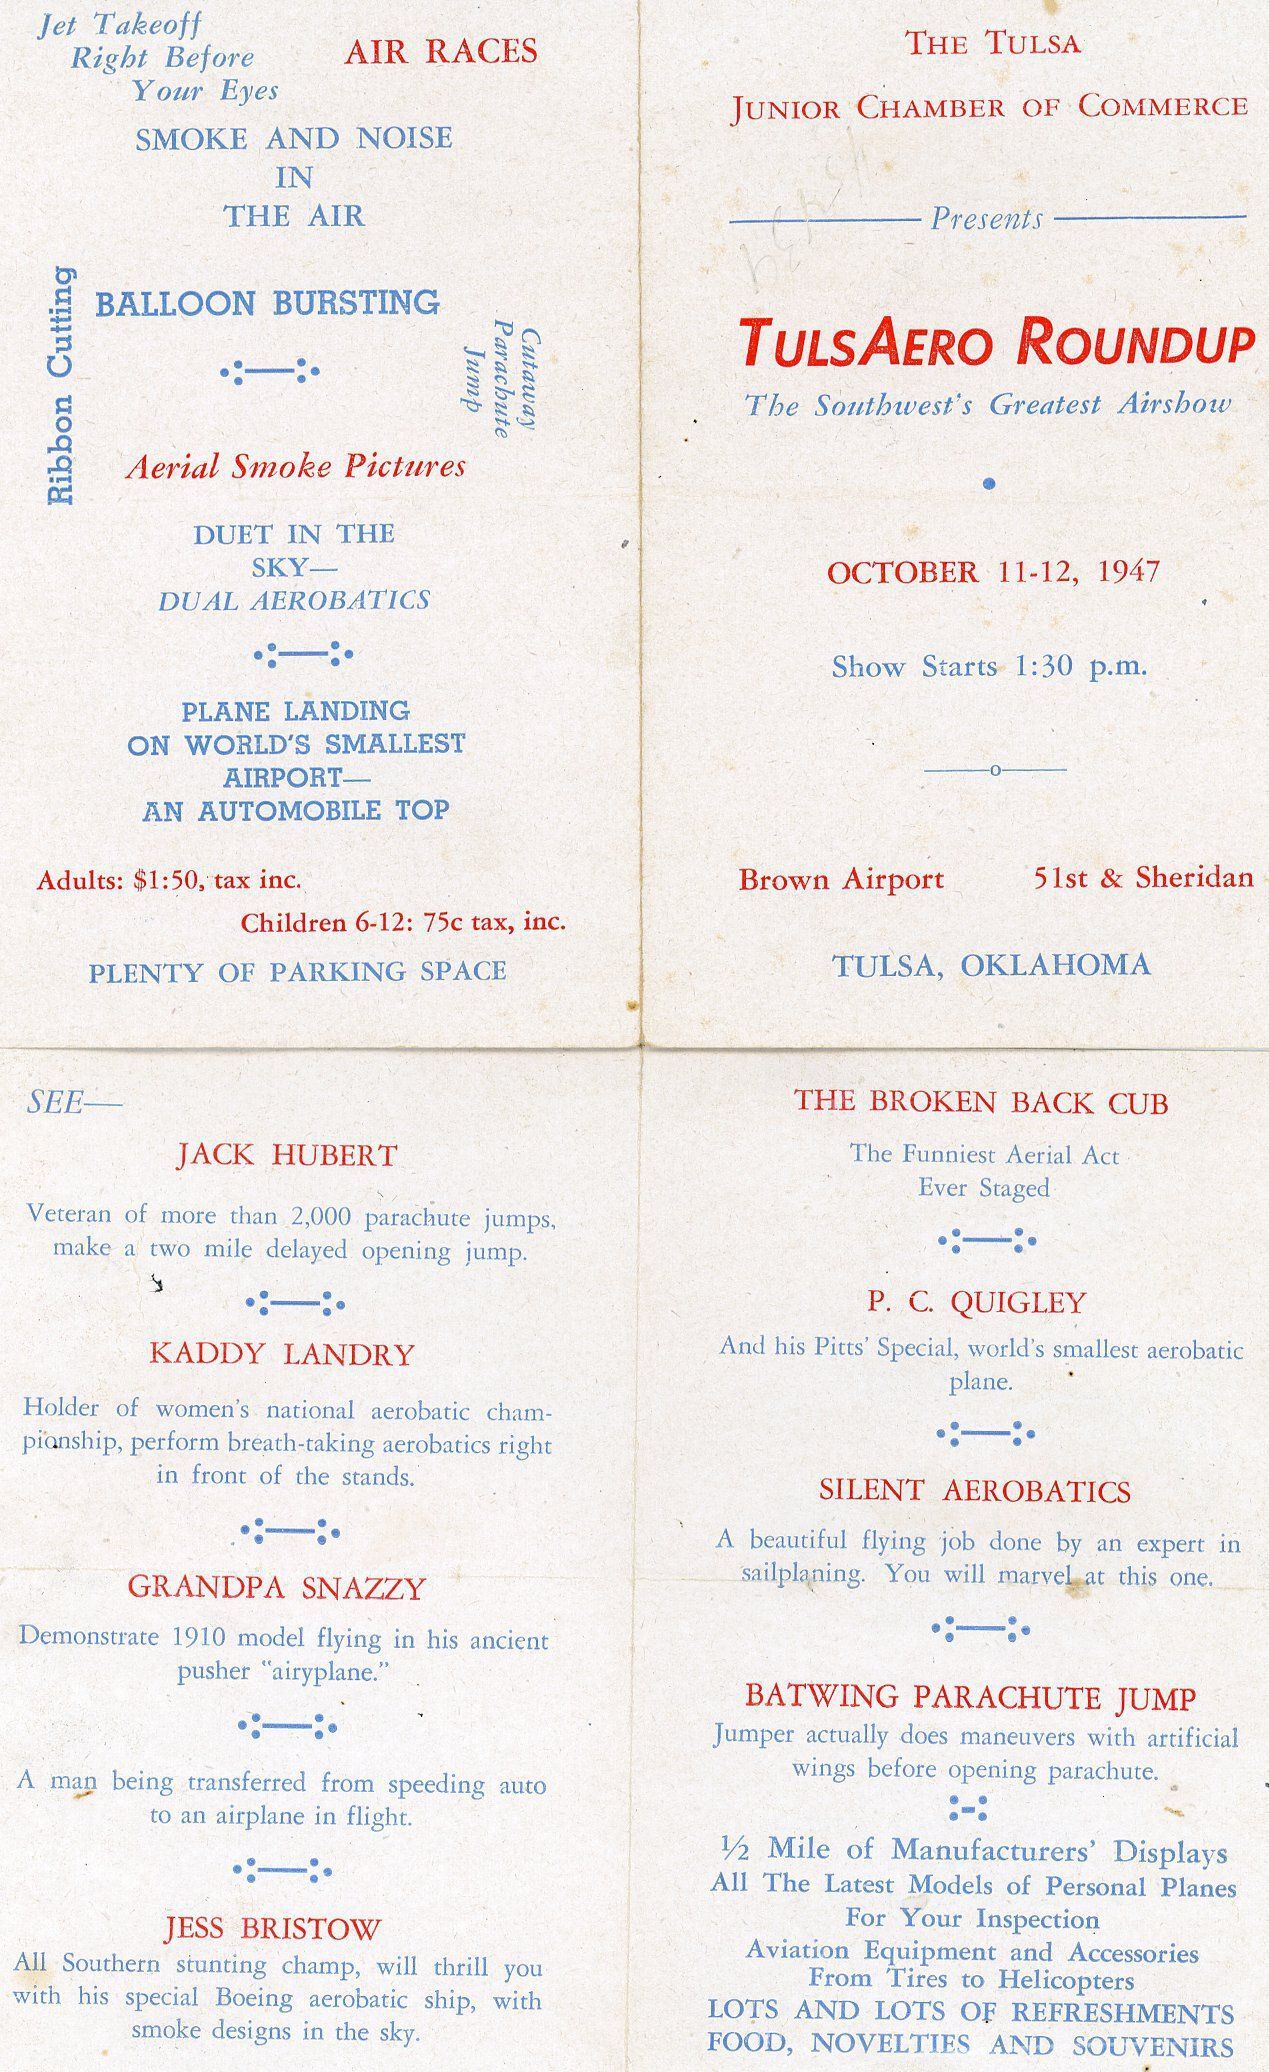 Jet Takeoff
Right Before
Your Eyes
AIR RACES
SMOKE AND NOISE
IN
THE AIR
Ribbon Cutting
BALLOON BURSTING
Cutaway
Parachute
Jump
Aerial Smoke Pictures
DUET IN THE
SKY—
DUAL AEROBATICS
PLANE LANDING
ON WORLD'S SMALLEST
AIRPORT—
AN AUTOMOBILE TOP
Adults: $1:50, tax inc.
Children 6-12: 75c tax, inc.
PLENTY OF PARKING SPACE
THE TULSA
JUNIOR CHAMBER OF COMMERCE
Presents
TULSAERO ROUNDUP
The Southwest's Greatest Airshow
OCTOBER 11-12, 1947
Show Starts 1:30 p.m.
Brown Airport 51st & Sheridan
TULSA, OKLAHOMA
SEE—
JACK HUBERT
Veteran of more than 2,000 parachute jumps,
make a two mile delayed opening jump.
KADDY LANDRY
Holder of women's national aerobatic cham-
pionship, perform breath-taking aerobatics right
in front of the stands.
GRANDPA SNAZZY
Demonstrate 1910 model flying in his ancient
pusher "airyplane."
A man being transferred from speeding auto
to an airplane in flight.
JESS BRISTOW
All Southern stunting champ, will thrill you
with his special Boeing aerobatic ship, with
smoke designs in the sky.
THE BROKEN BACK CUB
The Funniest Aerial Act
Ever Staged
P. C. QUIGLEY
And his Pitts' Special, world's smallest aerobatic
plane.
SILENT AEROBATICS
A beautiful flying job done by an expert in
sailplaning. You will marvel at this one.
BATWING PARACHUTE JUMP
Jumper actually does maneuvers with artificial
wings before opening parachute.
½ Mile of Manufacturers' Displays
All The Latest Models of Personal Planes
For Your Inspection
Aviation Equipment and Accessories
From Tires to Helicopters
LOTS AND LOTS OF REFRESHMENTS
FOOD, NOVELTIES AND SOUVENIRS